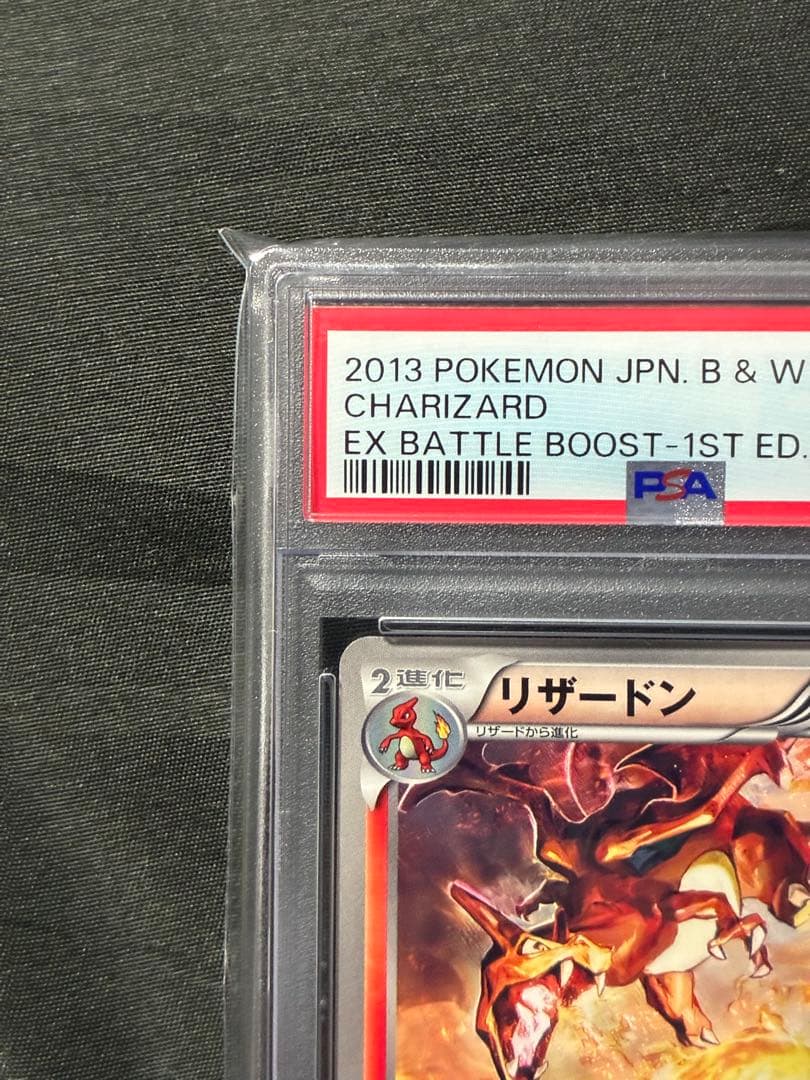 2013 POKEMON JPN. B & W
CHARIZARD
EX BATTLE BOOST-1ST ED.
PSA
2進化
リザードン
リザードから進化